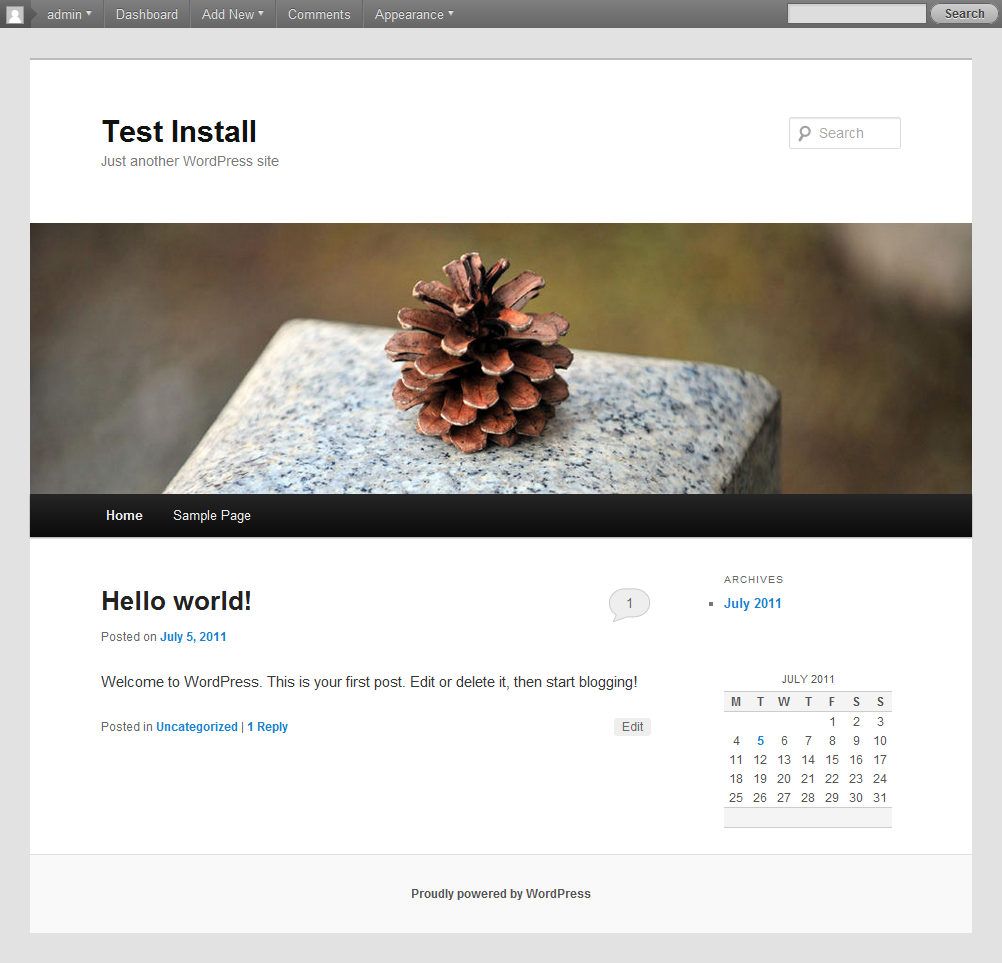 admin Dashboard Add New Comments Appearance Search
Test Install
Just another WordPress site
Search
Home Sample Page
Hello world!
1
Posted on July 5, 2011
Welcome to WordPress. This is your first post. Edit or delete it, then start blogging!
Posted in Uncategorized | 1 Reply
Edit
ARCHIVES
July 2011
JULY 2011
M T W T F S S
1 2 3
4 5 6 7 8 9 10
11 12 13 14 15 16 17
18 19 20 21 22 23 24
25 26 27 28 29 30 31
Proudly powered by WordPress